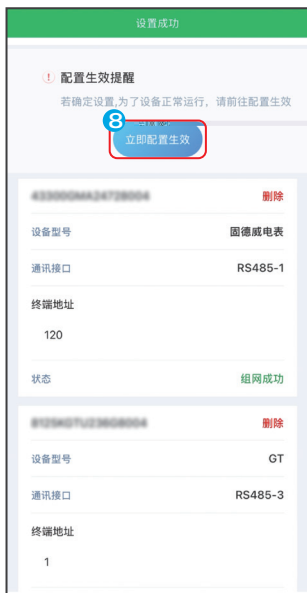 设置成功
配置生效提醒
若确定设置,为了设备正常运行，请前往配置生效
8
立即配置生效
删除
设备型号 固德威电表
通讯接口 RS485-1
终端地址
120
状态 组网成功
删除
设备型号 GT
通讯接口 RS485-3
终端地址
1